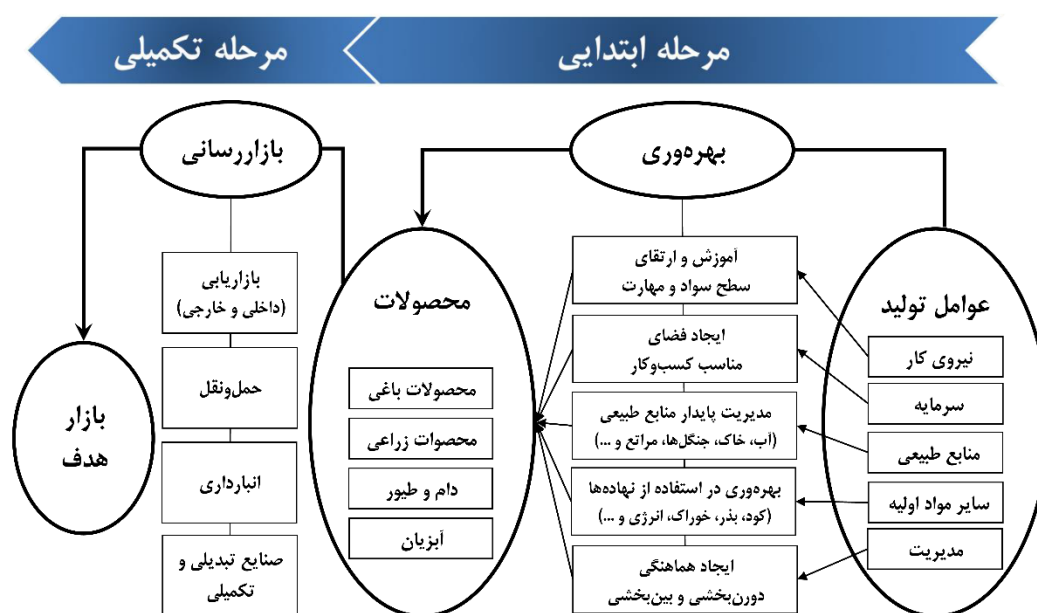 مرحله ابتدایی
مرحله تکمیلی
بهره‌وری
بازاررسانی
عوامل تولید
نیروی کار
سرمایه
منابع طبیعی
سایر مواد اولیه
مدیریت
آموزش و ارتقای
سطح سواد و مهارت
ایجاد فضای
مناسب کسب‌وکار
مدیریت پایدار منابع طبیعی
(آب، خاک، جنگل‌ها، مراتع و ...)
بهره‌وری در استفاده از نهاده‌ها
(کود، بذر، خوراک، انرژی و ...)
ایجاد هماهنگی
دورن‌بخشی و بین‌بخشی
محصولات
محصولات باغی
محصوات زراعی
دام و طیور
آبزیان
بازاریابی
(داخلی و خارجی)
حمل‌ونقل
انبارداری
صنایع تبدیلی و
تکمیلی
بازار
هدف